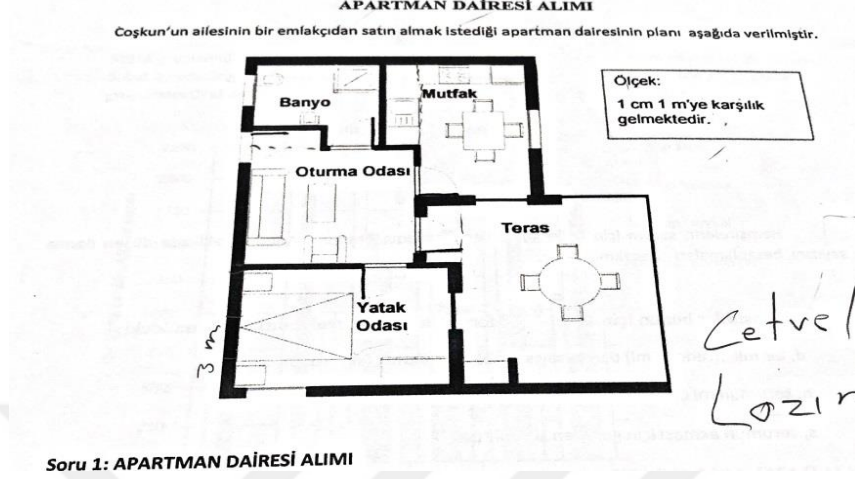 APARTMAN DAİRESİ ALIMI
Coşkun'un ailesinin bir emlakçıdan satın almak istediği apartman dairesinin planı aşağıda verilmiştir.
Ölçek:
1 cm 1 m'ye karşılık
gelmektedir.
Banyo
Mutfak
Oturma Odası
Teras
Yatak
Odası
3 m
Cetvel
Lazı
Soru 1: APARTMAN DAİRESİ ALIMI